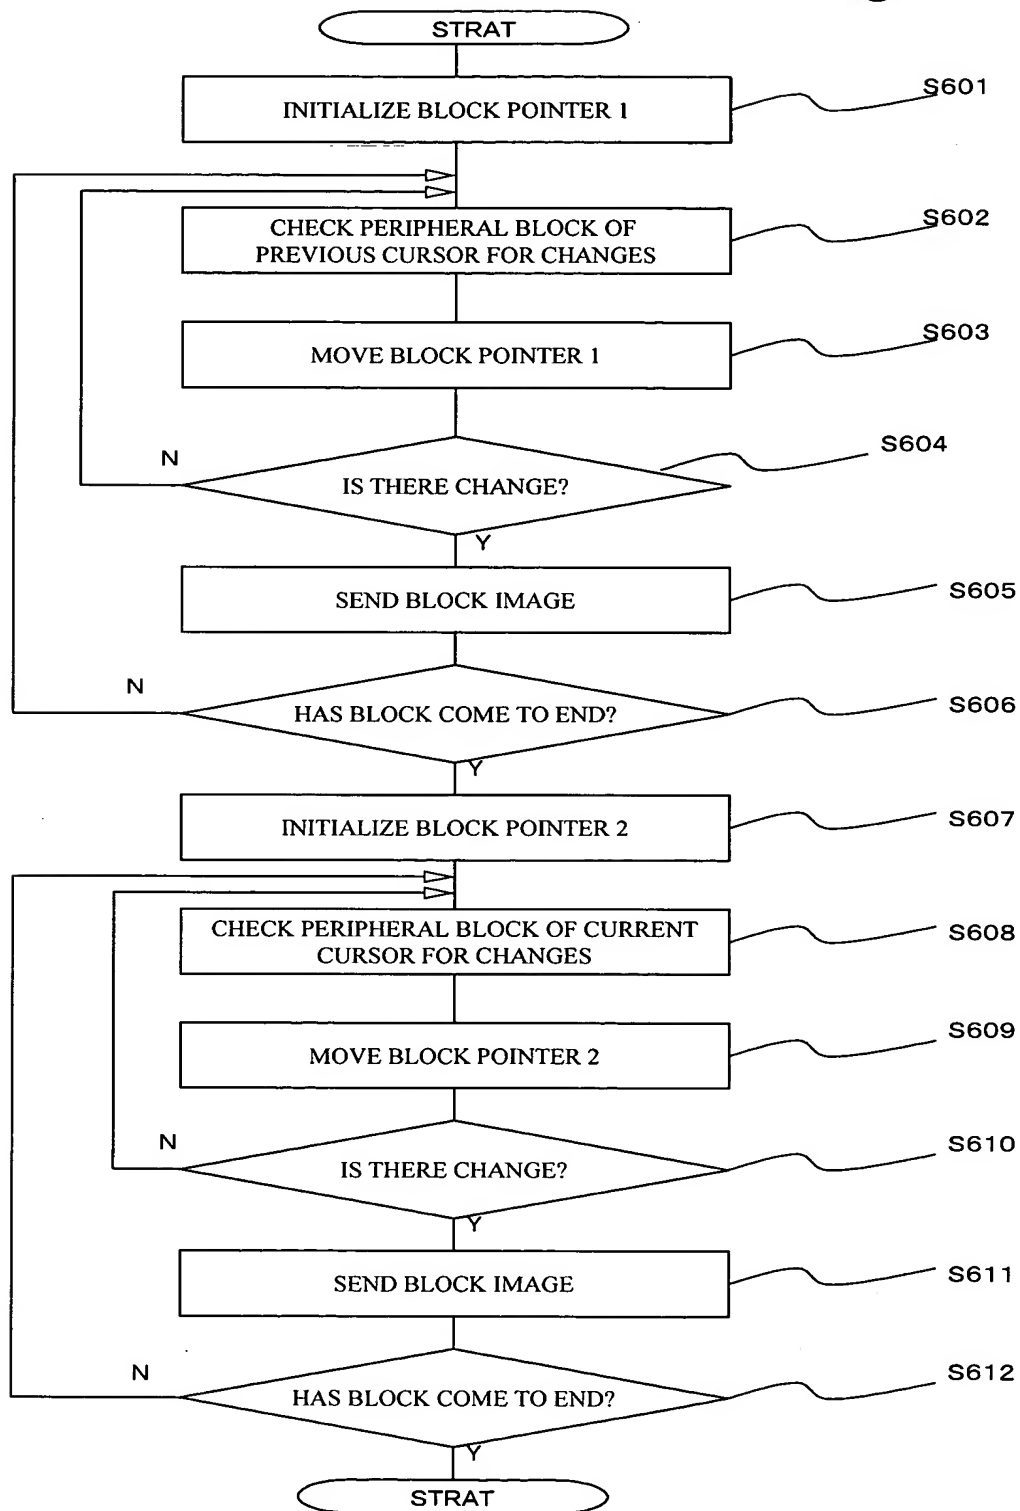 STRAT
INITIALIZE BLOCK POINTER 1
S601
CHECK PERIPHERAL BLOCK OF
PREVIOUS CURSOR FOR CHANGES
S602
MOVE BLOCK POINTER 1
S603
N
IS THERE CHANGE?
S604
Y
SEND BLOCK IMAGE
S605
N
HAS BLOCK COME TO END?
S606
Y
INITIALIZE BLOCK POINTER 2
S607
CHECK PERIPHERAL BLOCK OF CURRENT
CURSOR FOR CHANGES
S608
MOVE BLOCK POINTER 2
S609
N
IS THERE CHANGE?
S610
Y
SEND BLOCK IMAGE
S611
N
HAS BLOCK COME TO END?
S612
Y
STRAT